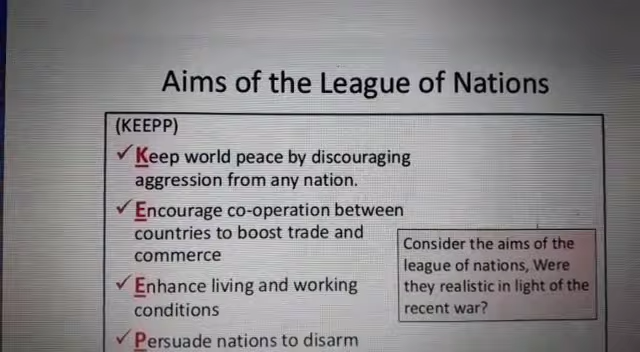 Aims of the League of Nations
(KEEPP)
✓ Keep world peace by discouraging
aggression from any nation.
✓ Encourage co-operation between
countries to boost trade and
commerce
✓ Enhance living and working
conditions
✓ Persuade nations to disarm
Consider the aims of the
league of nations, Were
they realistic in light of the
recent war?